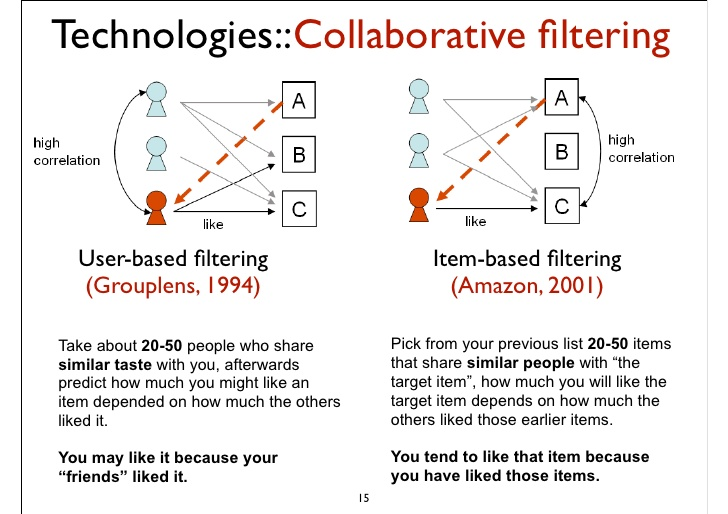 Technologies::Collaborative filtering
high
correlation
A
B
C
like
User-based filtering
(Grouplens, 1994)
Take about 20-50 people who share
similar taste with you, afterwards
predict how much you might like an
item depended on how much the others
liked it.
You may like it because your
“friends” liked it.
A
B
C
high
correlation
like
Item-based filtering
(Amazon, 2001)
Pick from your previous list 20-50 items
that share similar people with “the
target item”, how much you will like the
target item depends on how much the
others liked those earlier items.
You tend to like that item because
you have liked those items.
15